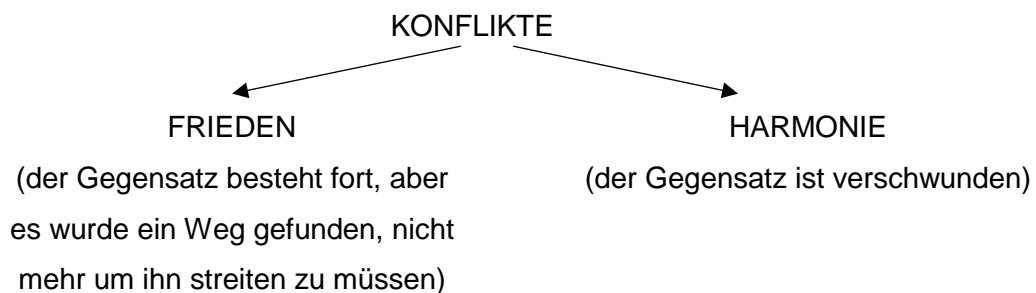 KONFLIKTE
FRIEDEN
(der Gegensatz besteht fort, aber
es wurde ein Weg gefunden, nicht
mehr um ihn streiten zu müssen)
HARMONIE
(der Gegensatz ist verschwunden)